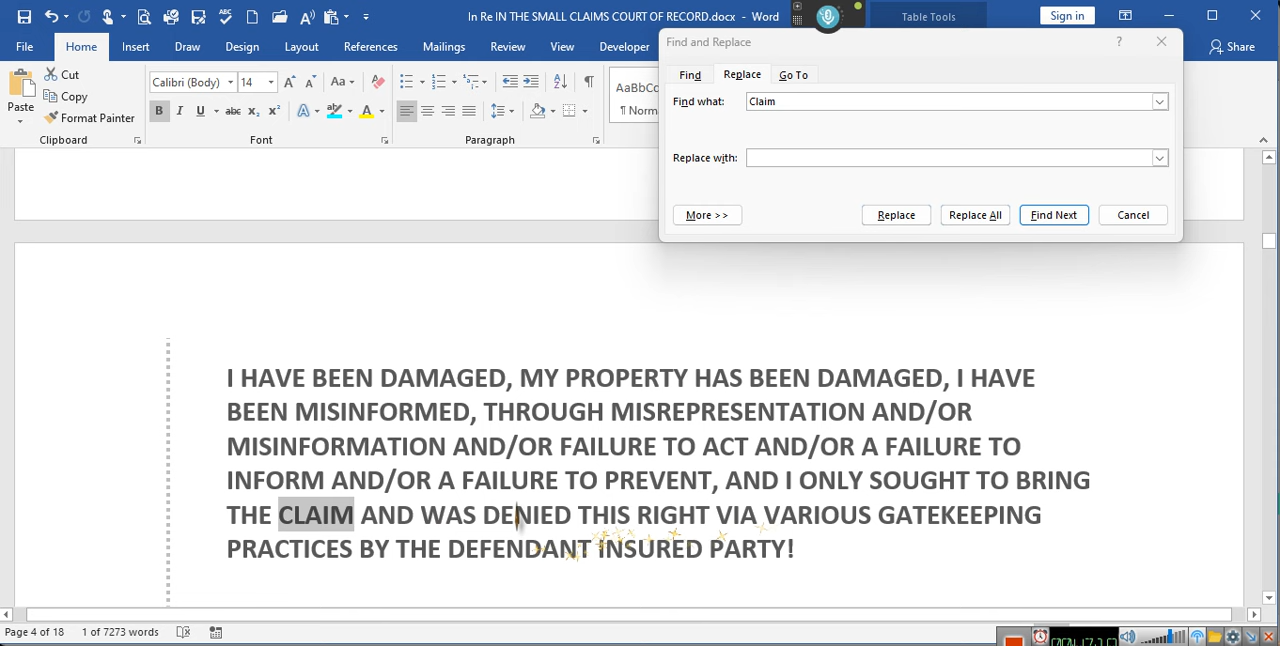 In Re IN THE SMALL CLAIMS COURT OF RECORD.docx - Word
Table Tools
Sign in
File Home Insert Draw Design Layout References Mailings Review View Developer
Share
Find and Replace
Find Replace Go To
Find what: Claim
Replace with:
More >> Replace Replace All Find Next Cancel
Paste
Cut
Copy
Format Painter
Calibri (Body) 14
AaBbCc
¶ Norm
Clipboard Font Paragraph
I HAVE BEEN DAMAGED, MY PROPERTY HAS BEEN DAMAGED, I HAVE
BEEN MISINFORMED, THROUGH MISREPRESENTATION AND/OR
MISINFORMATION AND/OR FAILURE TO ACT AND/OR A FAILURE TO
INFORM AND/OR A FAILURE TO PREVENT, AND I ONLY SOUGHT TO BRING
THE CLAIM AND WAS DENIED THIS RIGHT VIA VARIOUS GATEKEEPING
PRACTICES BY THE DEFENDANT INSURED PARTY!
Page 4 of 18 1 of 7273 words